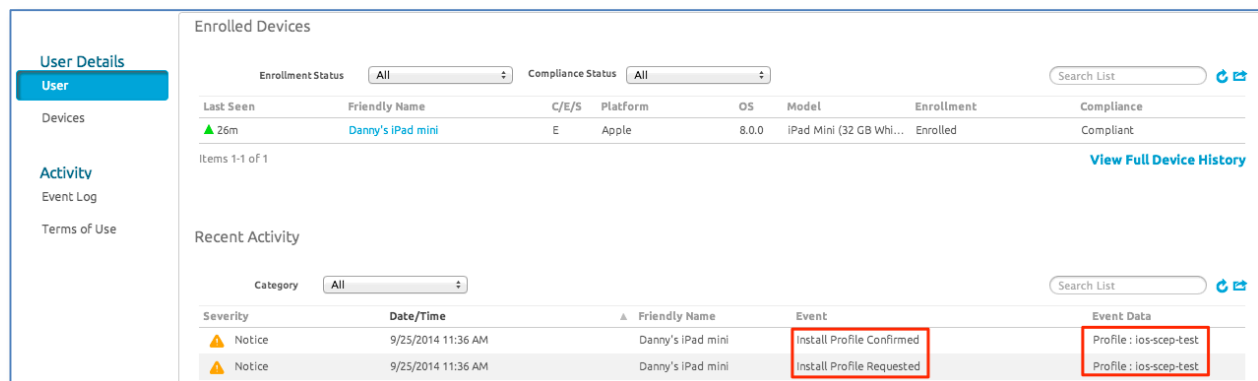 Enrolled Devices
User Details
User
Devices
Activity
Event Log
Terms of Use
Enrollment Status All Compliance Status All Search List
Last Seen Friendly Name C/E/S Platform OS Model Enrollment Compliance
26m Danny's iPad mini E Apple 8.0.0 iPad Mini (32 GB Whi... Enrolled Compliant
Items 1-1 of 1 View Full Device History
Recent Activity
Category All Search List
Severity Date/Time Friendly Name Event Event Data
Notice 9/25/2014 11:36 AM Danny's iPad mini Install Profile Confirmed Profile : ios-scep-test
Notice 9/25/2014 11:36 AM Danny's iPad mini Install Profile Requested Profile : ios-scep-test